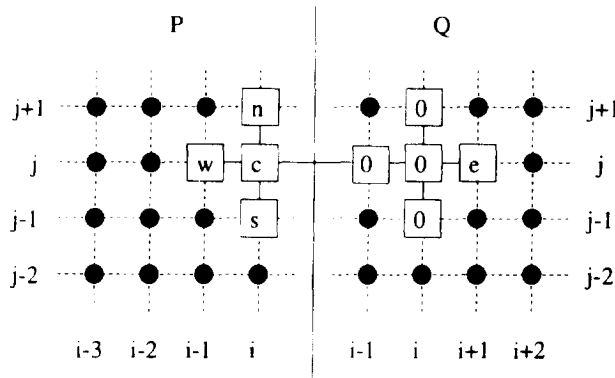 P Q
j+1 n 0 j+1
j w c 0 0 e j
j-1 s 0 j-1
j-2 j-2
i-3 i-2 i-1 i i-1 i i+1 i+2